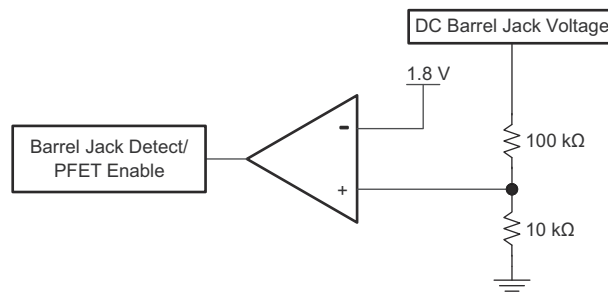 DC Barrel Jack Voltage
1.8 V
Barrel Jack Detect/
PFET Enable
-
+
100 kΩ
10 kΩ